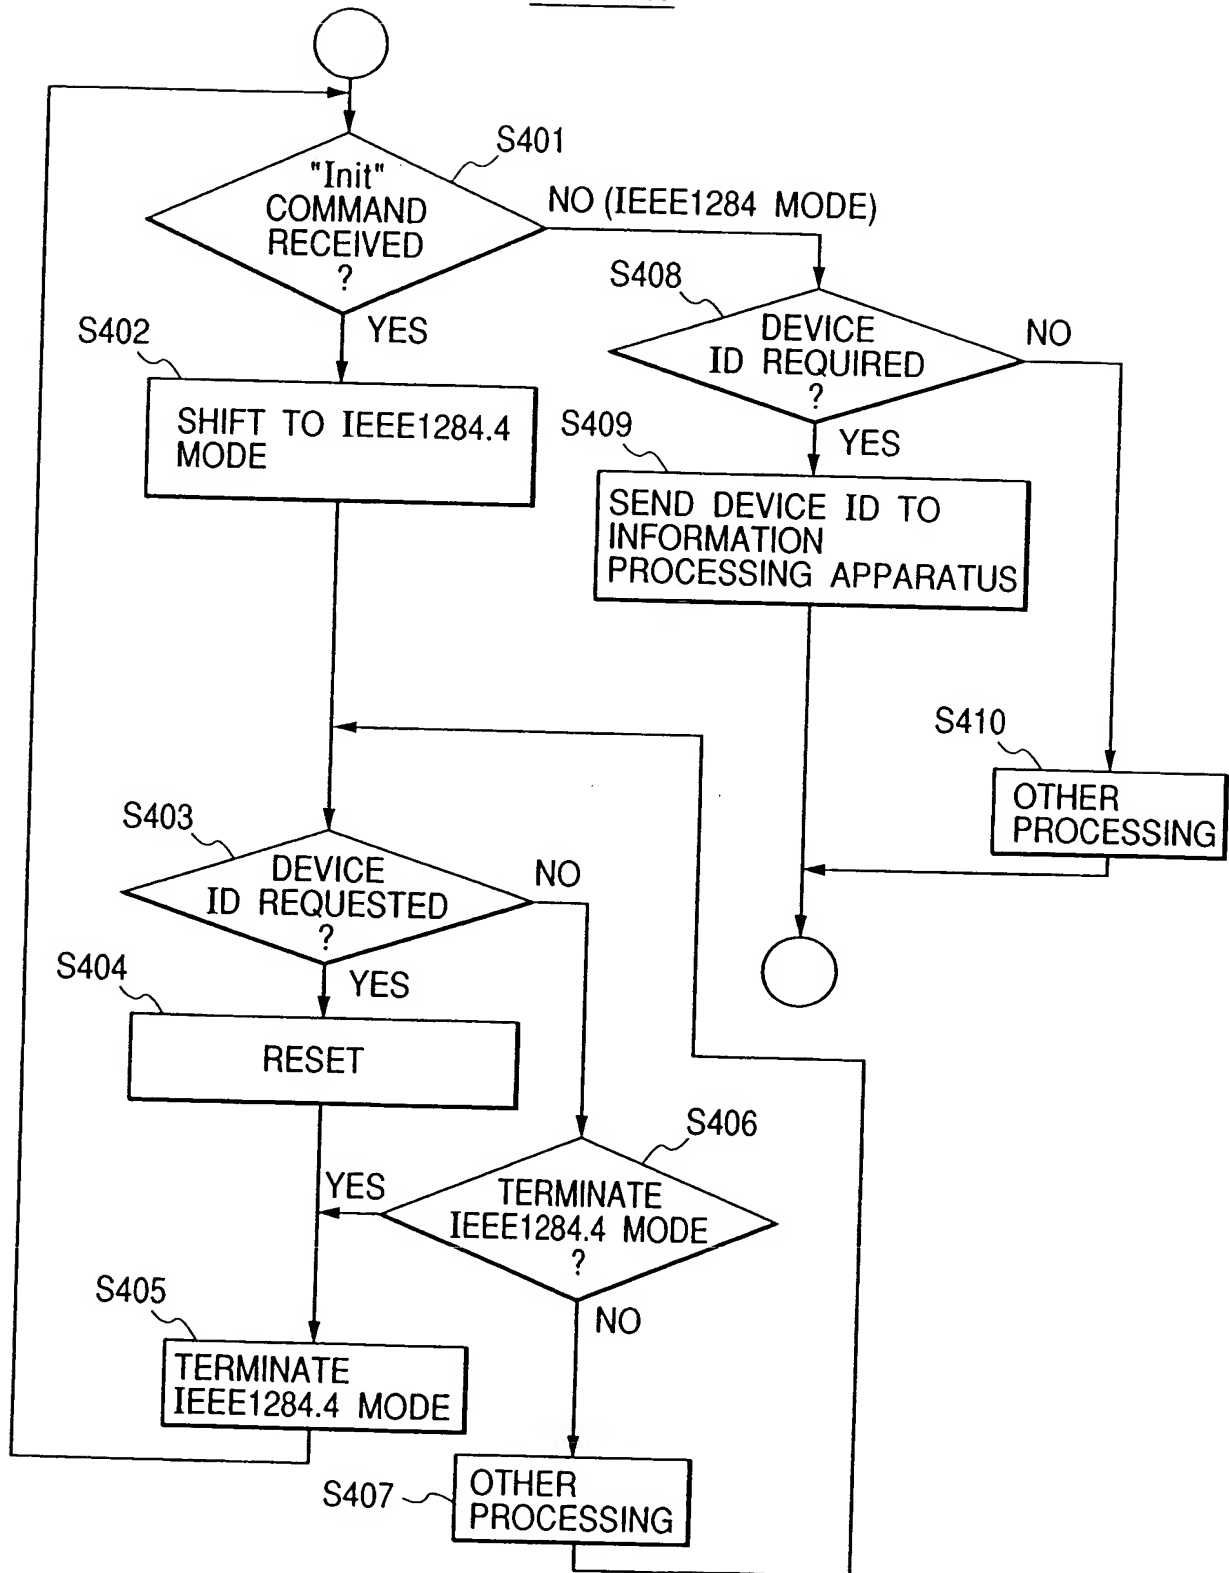 S401
"Init"
COMMAND
RECEIVED
?
NO (IEEE1284 MODE)
YES
S402
SHIFT TO IEEE1284.4
MODE
S408
DEVICE
ID REQUIRED
?
NO
YES
S409
SEND DEVICE ID TO
INFORMATION
PROCESSING APPARATUS
S410
OTHER
PROCESSING
S403
DEVICE
ID REQUESTED
?
NO
YES
S404
RESET
S406
TERMINATE
IEEE1284.4 MODE
?
YES
NO
S405
TERMINATE
IEEE1284.4 MODE
S407
OTHER
PROCESSING